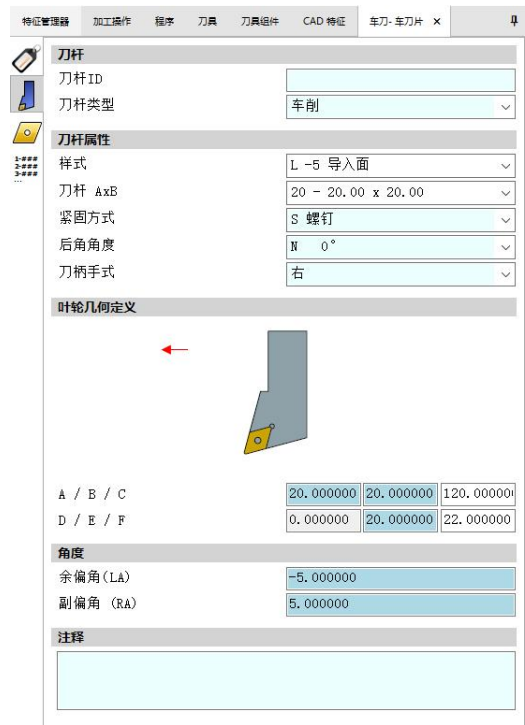 特征管理器 加工操作 程序 刀具 刀具组件 CAD 特征 车刀- 车刀片 ×
刀杆
刀杆ID
刀杆类型 车削
1-###
2-###
3-###
...
刀杆属性
样式 L -5 导入面
刀杆 AxB 20 - 20.00 x 20.00
紧固方式 S 螺钉
后角角度 N 0°
刀柄手式 右
叶轮几何定义
A / B / C 20.000000 20.000000 120.00000
D / E / F 0.000000 20.000000 22.000000
角度
余偏角(LA) -5.000000
副偏角 (RA) 5.000000
注释